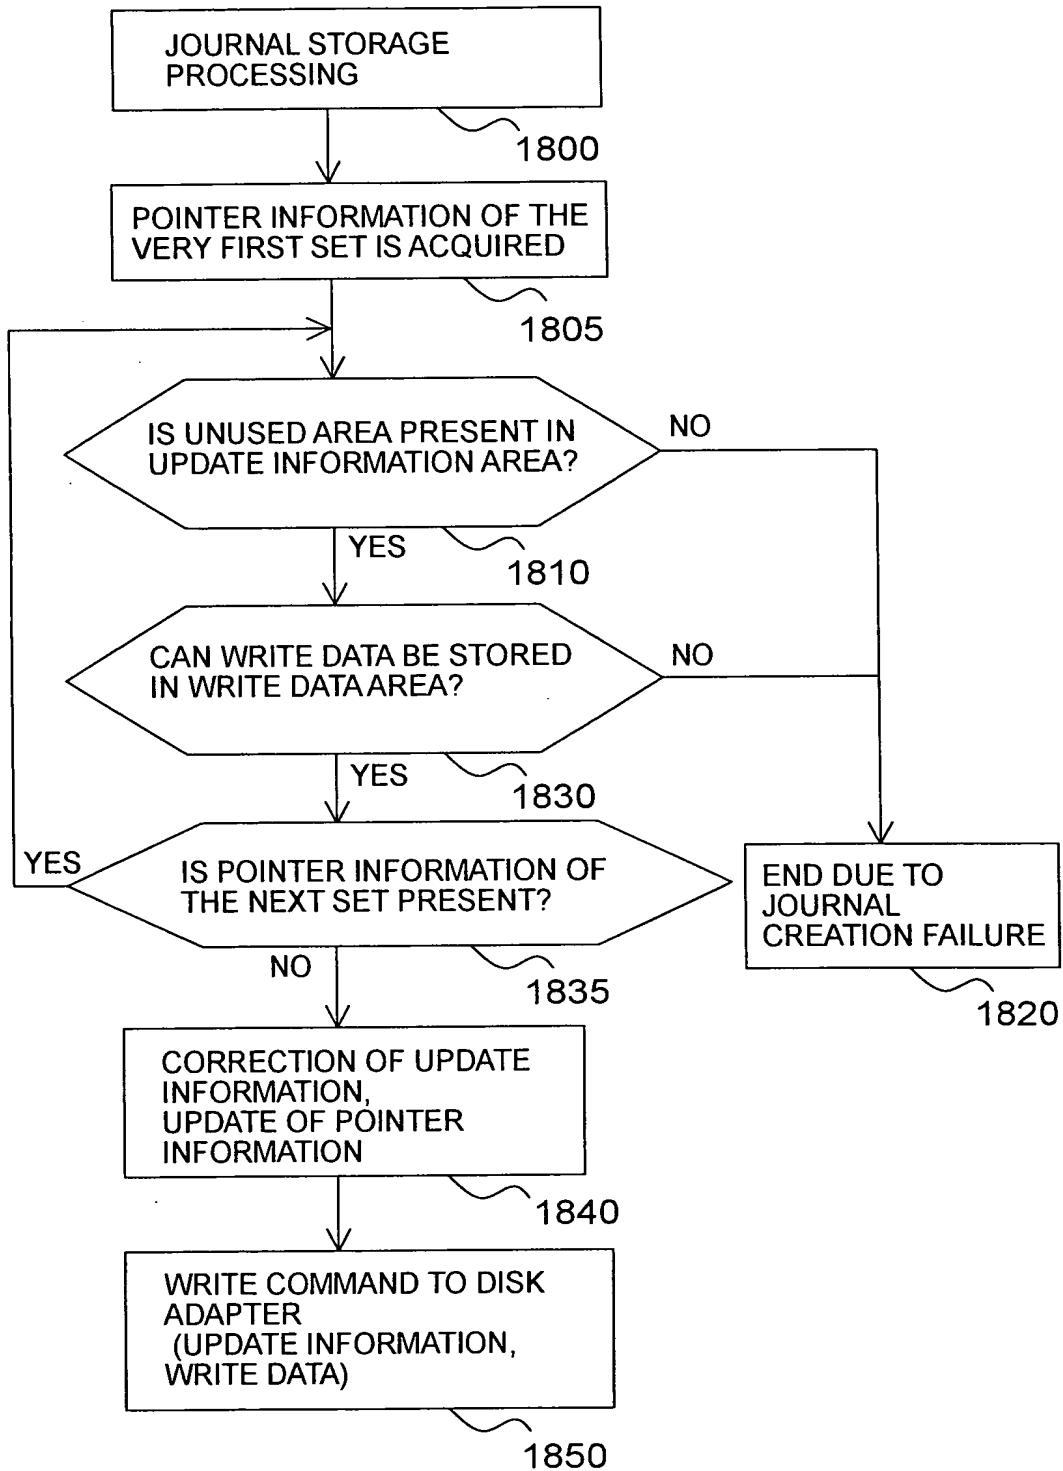 JOURNAL STORAGE
PROCESSING
1800
POINTER INFORMATION OF THE
VERY FIRST SET IS ACQUIRED
1805
IS UNUSED AREA PRESENT IN
UPDATE INFORMATION AREA?
NO
YES
1810
CAN WRITE DATA BE STORED
IN WRITE DATA AREA?
NO
YES
1830
YES
IS POINTER INFORMATION OF
THE NEXT SET PRESENT?
NO
1835
END DUE TO
JOURNAL
CREATION FAILURE
1820
CORRECTION OF UPDATE
INFORMATION,
UPDATE OF POINTER
INFORMATION
1840
WRITE COMMAND TO DISK
ADAPTER
(UPDATE INFORMATION,
WRITE DATA)
1850